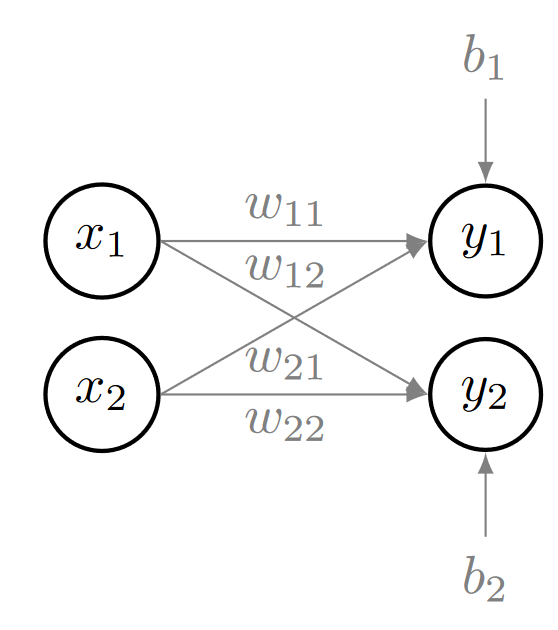 b₁
w₁₁
x₁ y₁
w₁₂
w₂₁
x₂ y₂
w₂₂
b₂